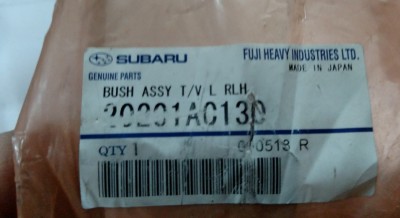 SUBARU
FUJI HEAVY INDUSTRIES LTD.
GENUINE PARTS
MADE IN JAPAN
BUSH ASSY T/V L RLH
20201AC130
QTY 1
R